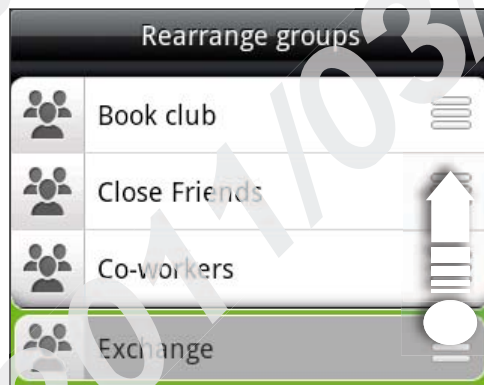 Rearrange groups
Book club
Close Friends
Co-workers
Exchange